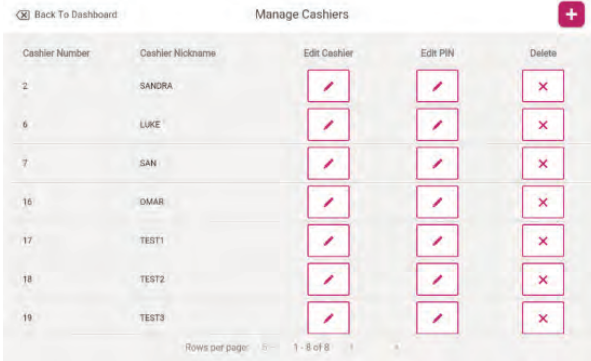 Back To Dashboard Manage Cashiers +
Cashier Number Cashier Nickname Edit Cashier Edit PIN Delete
2 SANDRA
6 LUKE
7 SAN
16 OMAR
17 TEST1
18 TEST2
19 TEST3
Rows per page: 1 - 8 of 8